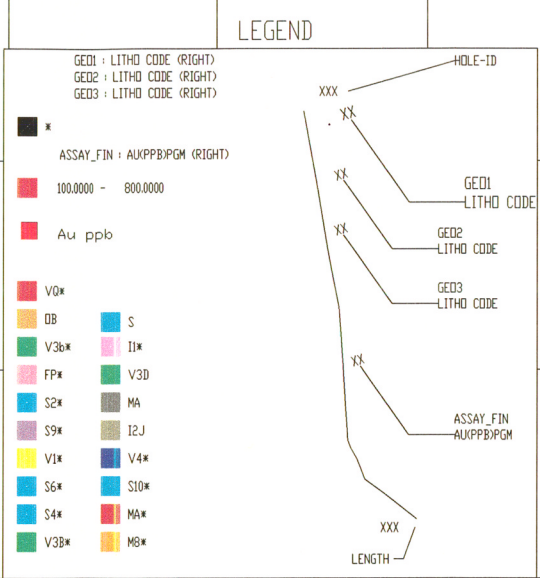 LEGEND
GEO1 : LITHO CODE (RIGHT)
GEO2 : LITHO CODE (RIGHT)
GEO3 : LITHO CODE (RIGHT)
HOLE-ID
XXX
XX
*
ASSAY_FIN : AU(PPB)PGM (RIGHT)
100.0000 - 800.0000
XX
GEO1
LITHO CODE
Au ppb
XX
GEO2
LITHO CODE
GEO3
LITHO CODE
VQ*
OB
S
V3b*
I1*
FP*
V3D
S2*
MA
S9*
I2J
V1*
V4*
S6*
S10*
S4*
MA*
V3B*
M8*
XX
ASSAY_FIN
AU(PPB)PGM
XXX
LENGTH